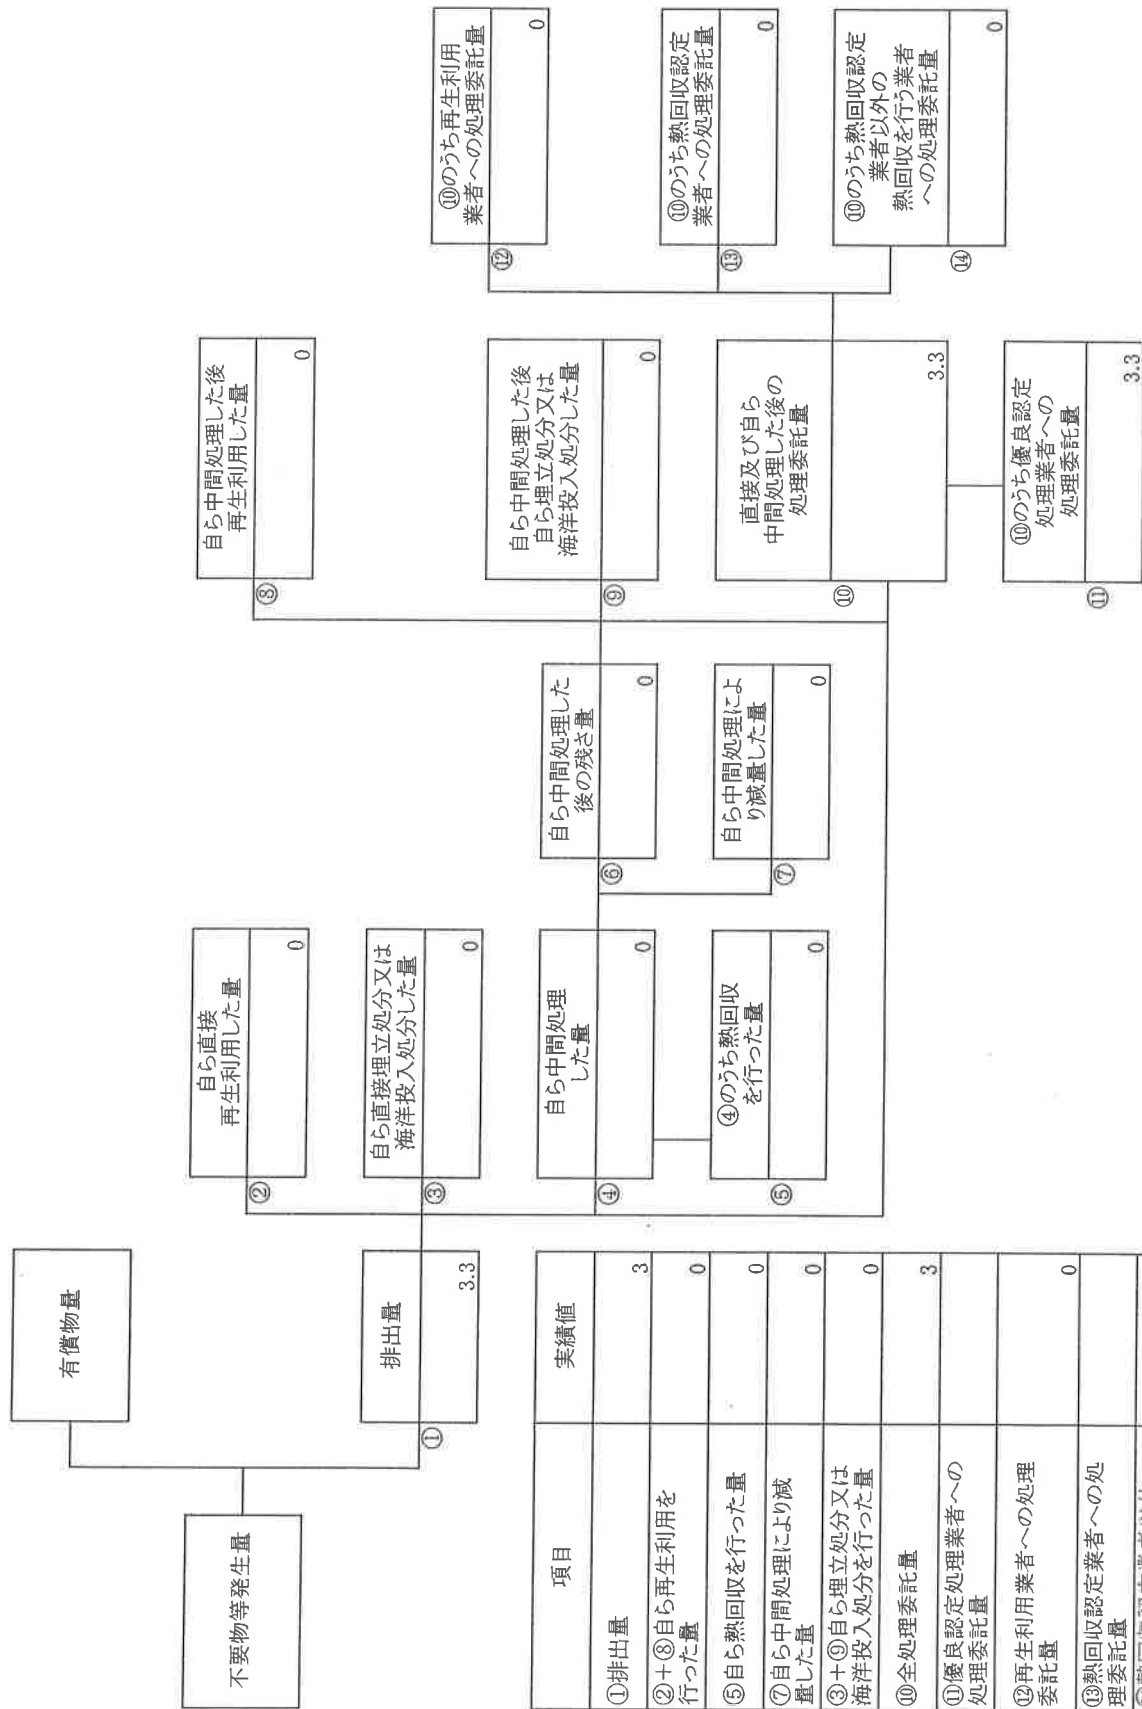 不要物等発生量
有償物量
①
排出量
3.3
②
自ら直接
再生利用した量
0
③
自ら直接埋立処分又は
海洋投入処分した量
0
④
自ら中間処理
した量
0
⑤
④のうち熱回収
を行った量
0
⑥
自ら中間処理した
後の残さ量
0
⑦
自ら中間処理によ
り減量した量
0
⑧
自ら中間処理した後
再生利用した量
0
⑨
自ら中間処理した後
自ら埋立処分又は
海洋投入処分した量
0
⑩
直接及び自ら
中間処理した後の
処理委託量
3.3
⑪
⑩のうち優良認定
処理業者への
処理委託量
3.3
⑫
⑩のうち再生利用
業者への処理委託量
0
⑬
⑩のうち熱回収認定
業者への処理委託量
0
⑭
⑩のうち熱回収認定
業者以外の
熱回収を行う業者
への処理委託量
0
項目 実績値
①排出量 3
②+⑧自ら再生利用を
行った量 0
⑤自ら熱回収を行った量 0
⑦自ら中間処理により減
量した量 0
③+⑨自ら埋立処分又は
海洋投入処分を行った量 0
⑩全処理委託量 3
⑪優良認定処理業者への
処理委託量
⑫再生利用業者への処理
委託量 0
⑬熱回収認定業者への処
理委託量